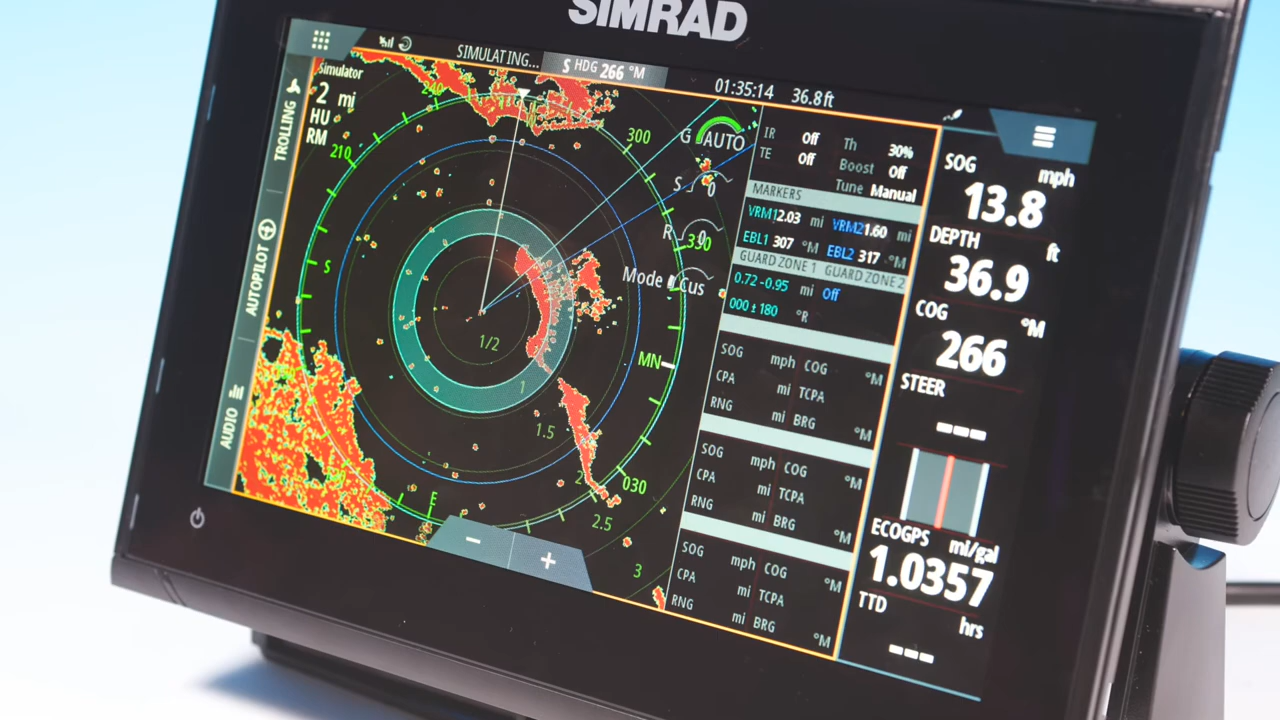 SIMRAD
SIMULATING...
S HDG 266 °M
01:35:14 36.8ft
Simulator
2 mi
HU
RM
TROLLING
AUTOPILOT
AUDIO
240
210
S
E
300
330
MN
030
1/2
1
1.5
2
2.5
3
G AUTO
S 0
R 0
Mode Cus
− +
IR Off Th 30%
TE Off Boost Off
Tune Manual
MARKERS
VRM1 2.03 mi VRM2 1.60 mi
EBL1 307 °M EBL2 317 °M
GUARD ZONE 1 GUARD ZONE 2
0.72 - 0.95 mi Off
000 ± 180 °R
SOG mph COG °M
CPA mi TCPA
RNG mi BRG °M
SOG mph COG °M
CPA mi TCPA
RNG mi BRG °M
SOG mph COG °M
CPA mi TCPA
RNG mi BRG °M
SOG mph
13.8
DEPTH ft
36.9
COG °M
266
STEER
---
ECOGPS mi/gal
1.0357
TTD hrs
---